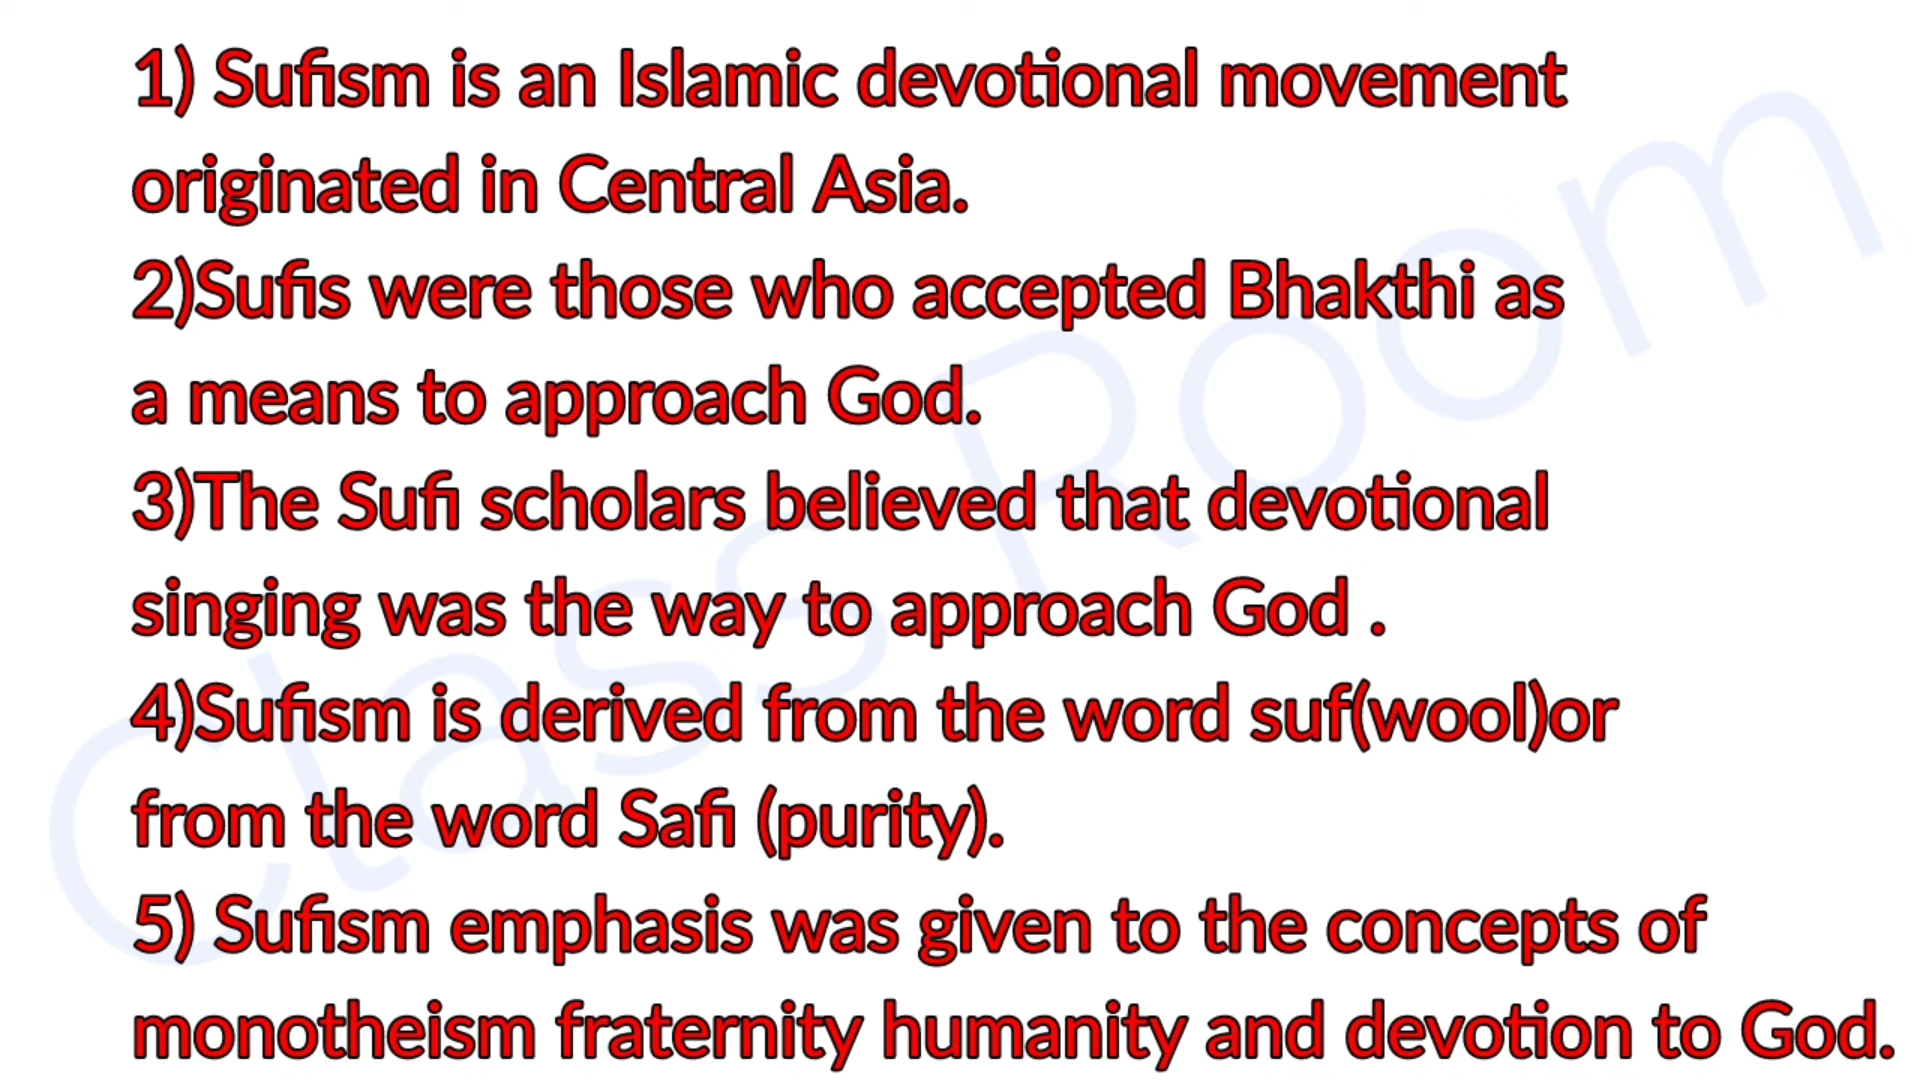 1) Sufism is an Islamic devotional movement
originated in Central Asia.
2)Sufis were those who accepted Bhakthi as
a means to approach God.
3)The Sufi scholars believed that devotional
singing was the way to approach God .
4)Sufism is derived from the word suf(wool)or
from the word Safi (purity).
5) Sufism emphasis was given to the concepts of
monotheism fraternity humanity and devotion to God.
Class Room